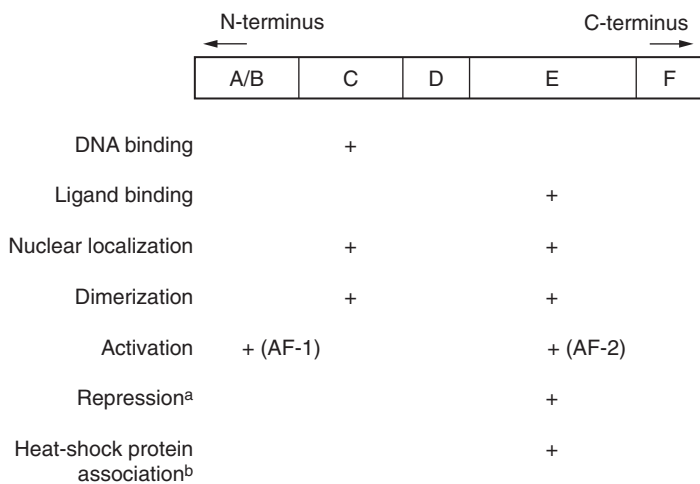 N-terminus C-terminus
A/B C D E F
DNA binding +
Ligand binding +
Nuclear localization + +
Dimerization + +
Activation + (AF-1) + (AF-2)
Repressionᵃ +
Heat-shock protein +
associationᵇ